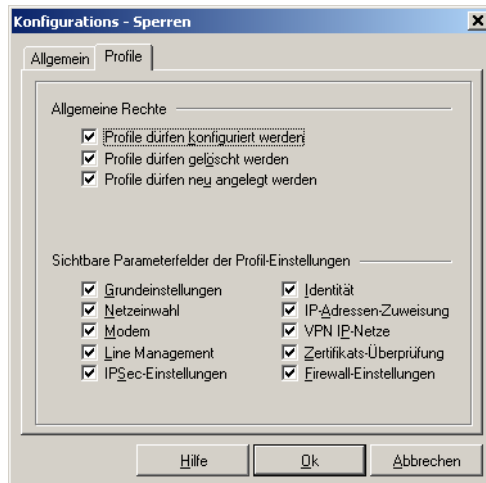 Konfigurations - Sperren
Allgemein Profile
Allgemeine Rechte
Profile dürfen konfiguriert werden
Profile dürfen gelöscht werden
Profile dürfen neu angelegt werden
Sichtbare Parameterfelder der Profil-Einstellungen
Grundeinstellungen
Netzeinwahl
Modem
Line Management
IPSec-Einstellungen
Identität
IP-Adressen-Zuweisung
VPN IP-Netze
Zertifikats-Überprüfung
Firewall-Einstellungen
Hilfe Ok Abbrechen